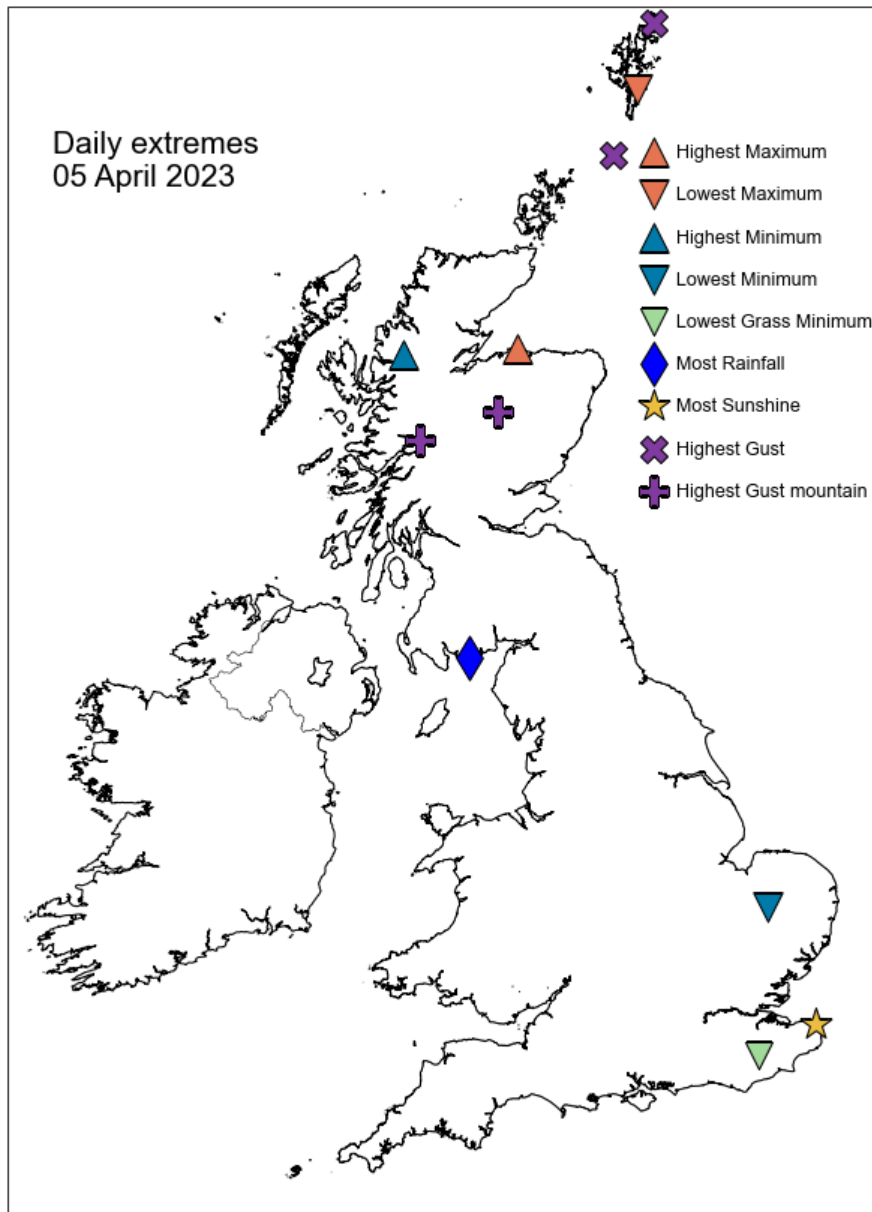 Daily extremes
05 April 2023
Highest Maximum
Lowest Maximum
Highest Minimum
Lowest Minimum
Lowest Grass Minimum
Most Rainfall
Most Sunshine
Highest Gust
Highest Gust mountain